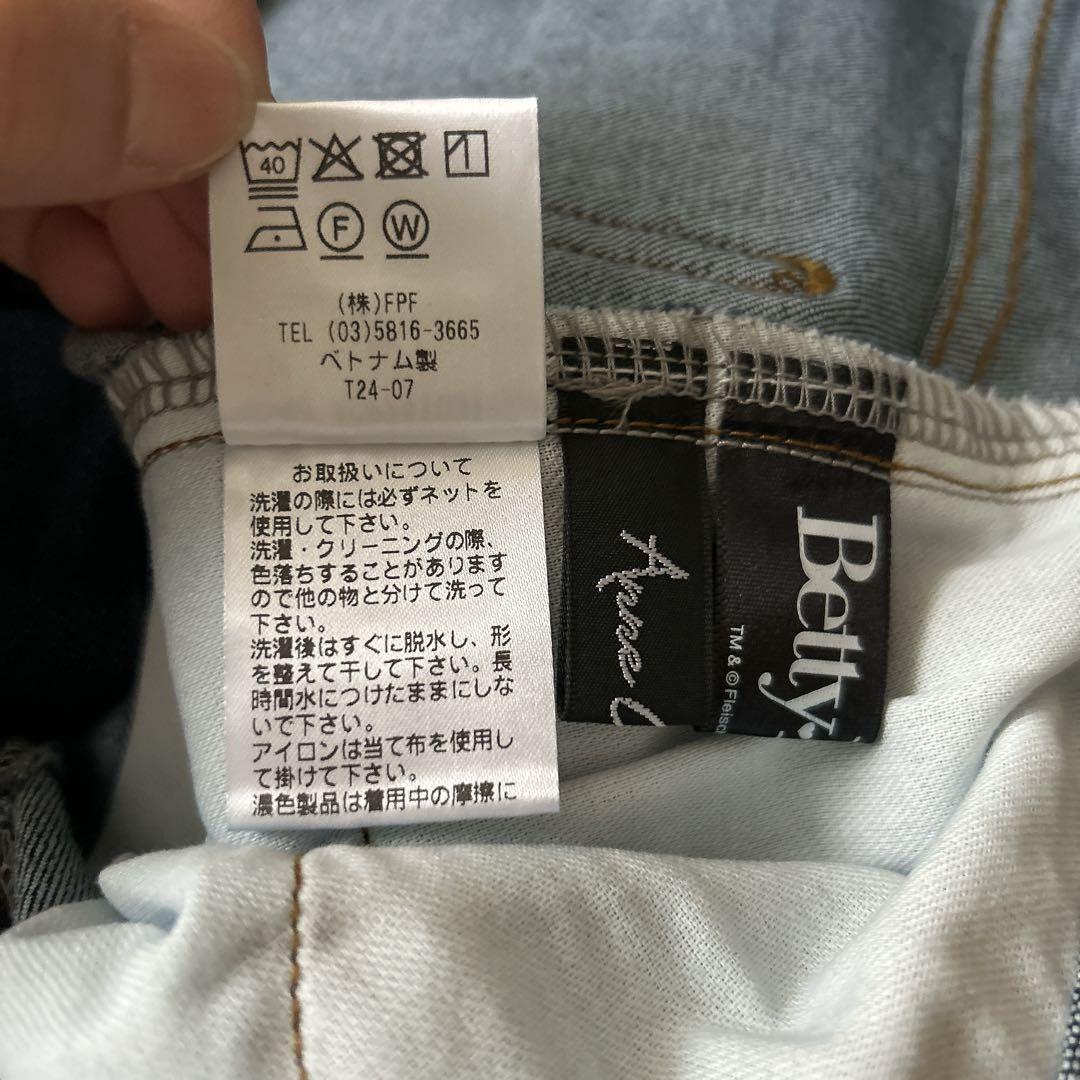 40
F W
(株)FPF
TEL (03)5816-3665
ベトナム製
T24-07
お取扱いについて
洗濯の際には必ずネットを
使用して下さい。
洗濯・クリーニングの際、
色落ちすることがあります
ので他の物と分けて洗って
下さい。
洗濯後はすぐに脱水し、形
を整えて干して下さい。長
時間水につけたままにしな
いで下さい。
アイロンは当て布を使用し
て掛けて下さい。
濃色製品は着用中の摩擦に
Betty
TM & ©